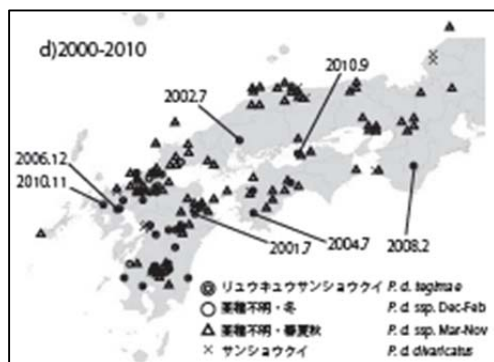 d)2000-2010
2010.9
2002.7
2006.12
2010.11
2008.2
2001.7
2004.7
リュウキュウサンショウクイ P. d. tegimae
亜種不明・冬 P. d. ssp. Dec-Feb
亜種不明・春夏秋 P. d. ssp. Mar-Nov
サンショウクイ P. d. divaricatus